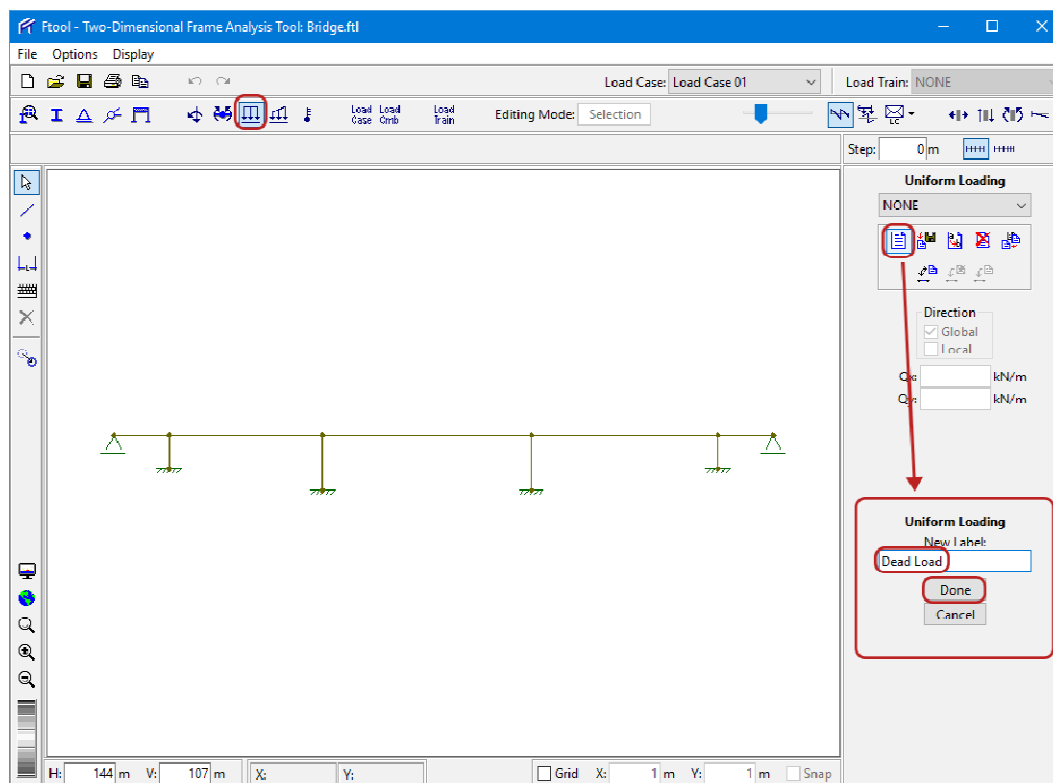 Ftool - Two-Dimensional Frame Analysis Tool: Bridge.ftl
File Options Display
Load Case: Load Case 01 Load Train: NONE
Load Case Load Cmb Load Train Editing Mode: Selection LC
Step: 0 m
Uniform Loading
NONE
Direction
Global
Local
Qx: kN/m
Qy: kN/m
Uniform Loading
New Label:
Dead Load
Done
Cancel
H: 144 m V: 107 m X: Y: Grid X: 1 m Y: 1 m Snap